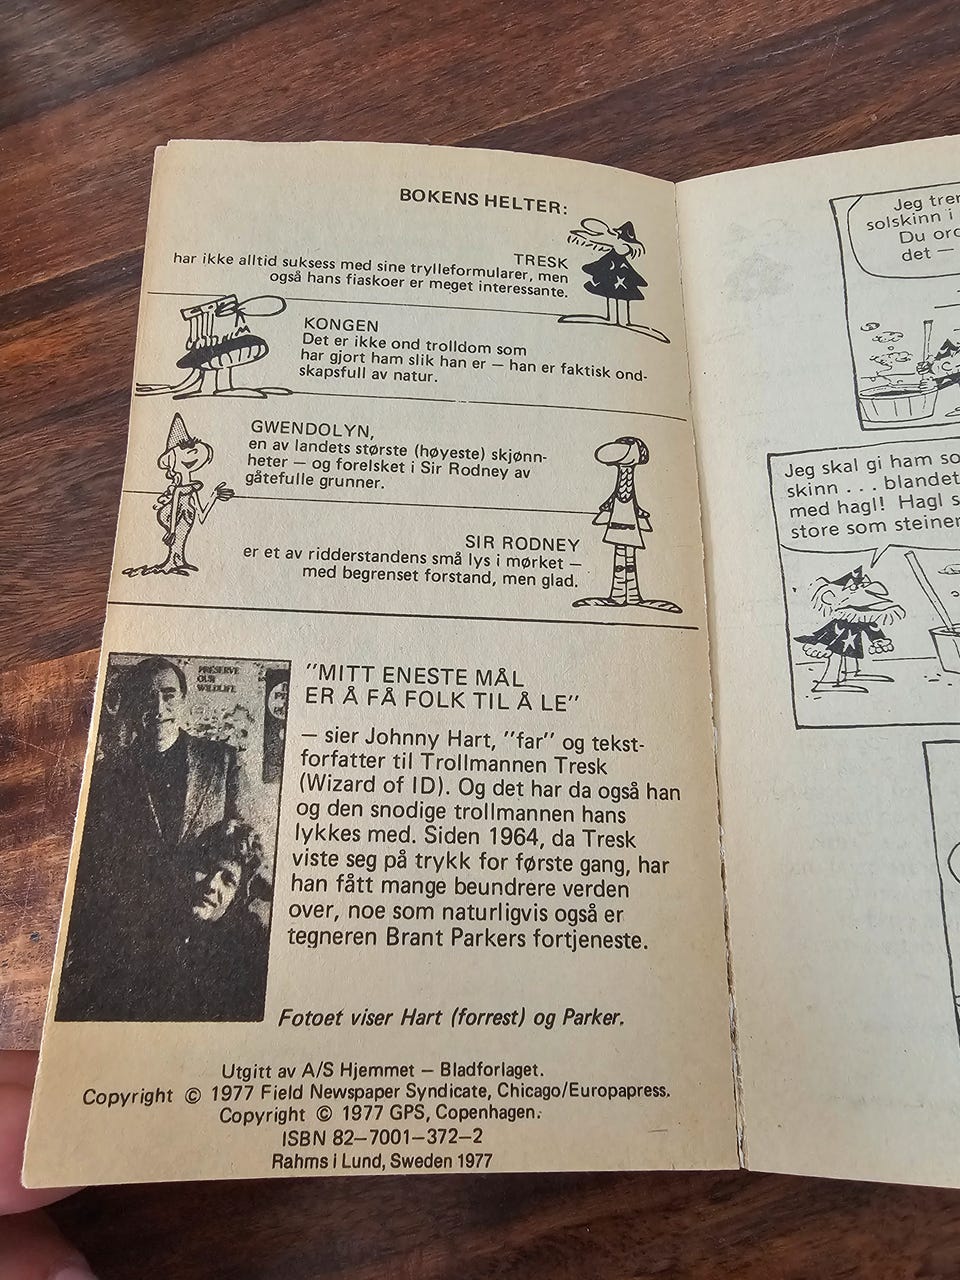 BOKENS HELTER:
TRESK
har ikke alltid suksess med sine trylleformularer, men
også hans fiaskoer er meget interessante.
KONGEN
Det er ikke ond trolldom som
har gjort ham slik han er — han er faktisk ond-
skapsfull av natur.
GWENDOLYN,
en av landets største (høyeste) skjønn-
heter — og forelsket i Sir Rodney av
gåtefulle grunner.
SIR RODNEY
er et av ridderstandens små lys i mørket —
med begrenset forstand, men glad.
PRESERVE
OUR
WILDLIFE
"MITT ENESTE MÅL
ER Å FÅ FOLK TIL Å LE"
— sier Johnny Hart, "far" og tekst-
forfatter til Trollmannen Tresk
(Wizard of ID). Og det har da også han
og den snodige trollmannen hans
lykkes med. Siden 1964, da Tresk
viste seg på trykk for første gang, har
han fått mange beundrere verden
over, noe som naturligvis også er
tegneren Brant Parkers fortjeneste.
Fotoet viser Hart (forrest) og Parker.
Utgitt av A/S Hjemmet — Bladforlaget.
Copyright © 1977 Field Newspaper Syndicate, Chicago/Europapress.
Copyright © 1977 GPS, Copenhagen.
ISBN 82—7001—372—2
Rahms i Lund, Sweden 1977
Jeg
solskinn i
Du
det —
Jeg skal gi ham
skinn . . . blandet
med hagl! Hagl
store som steiner